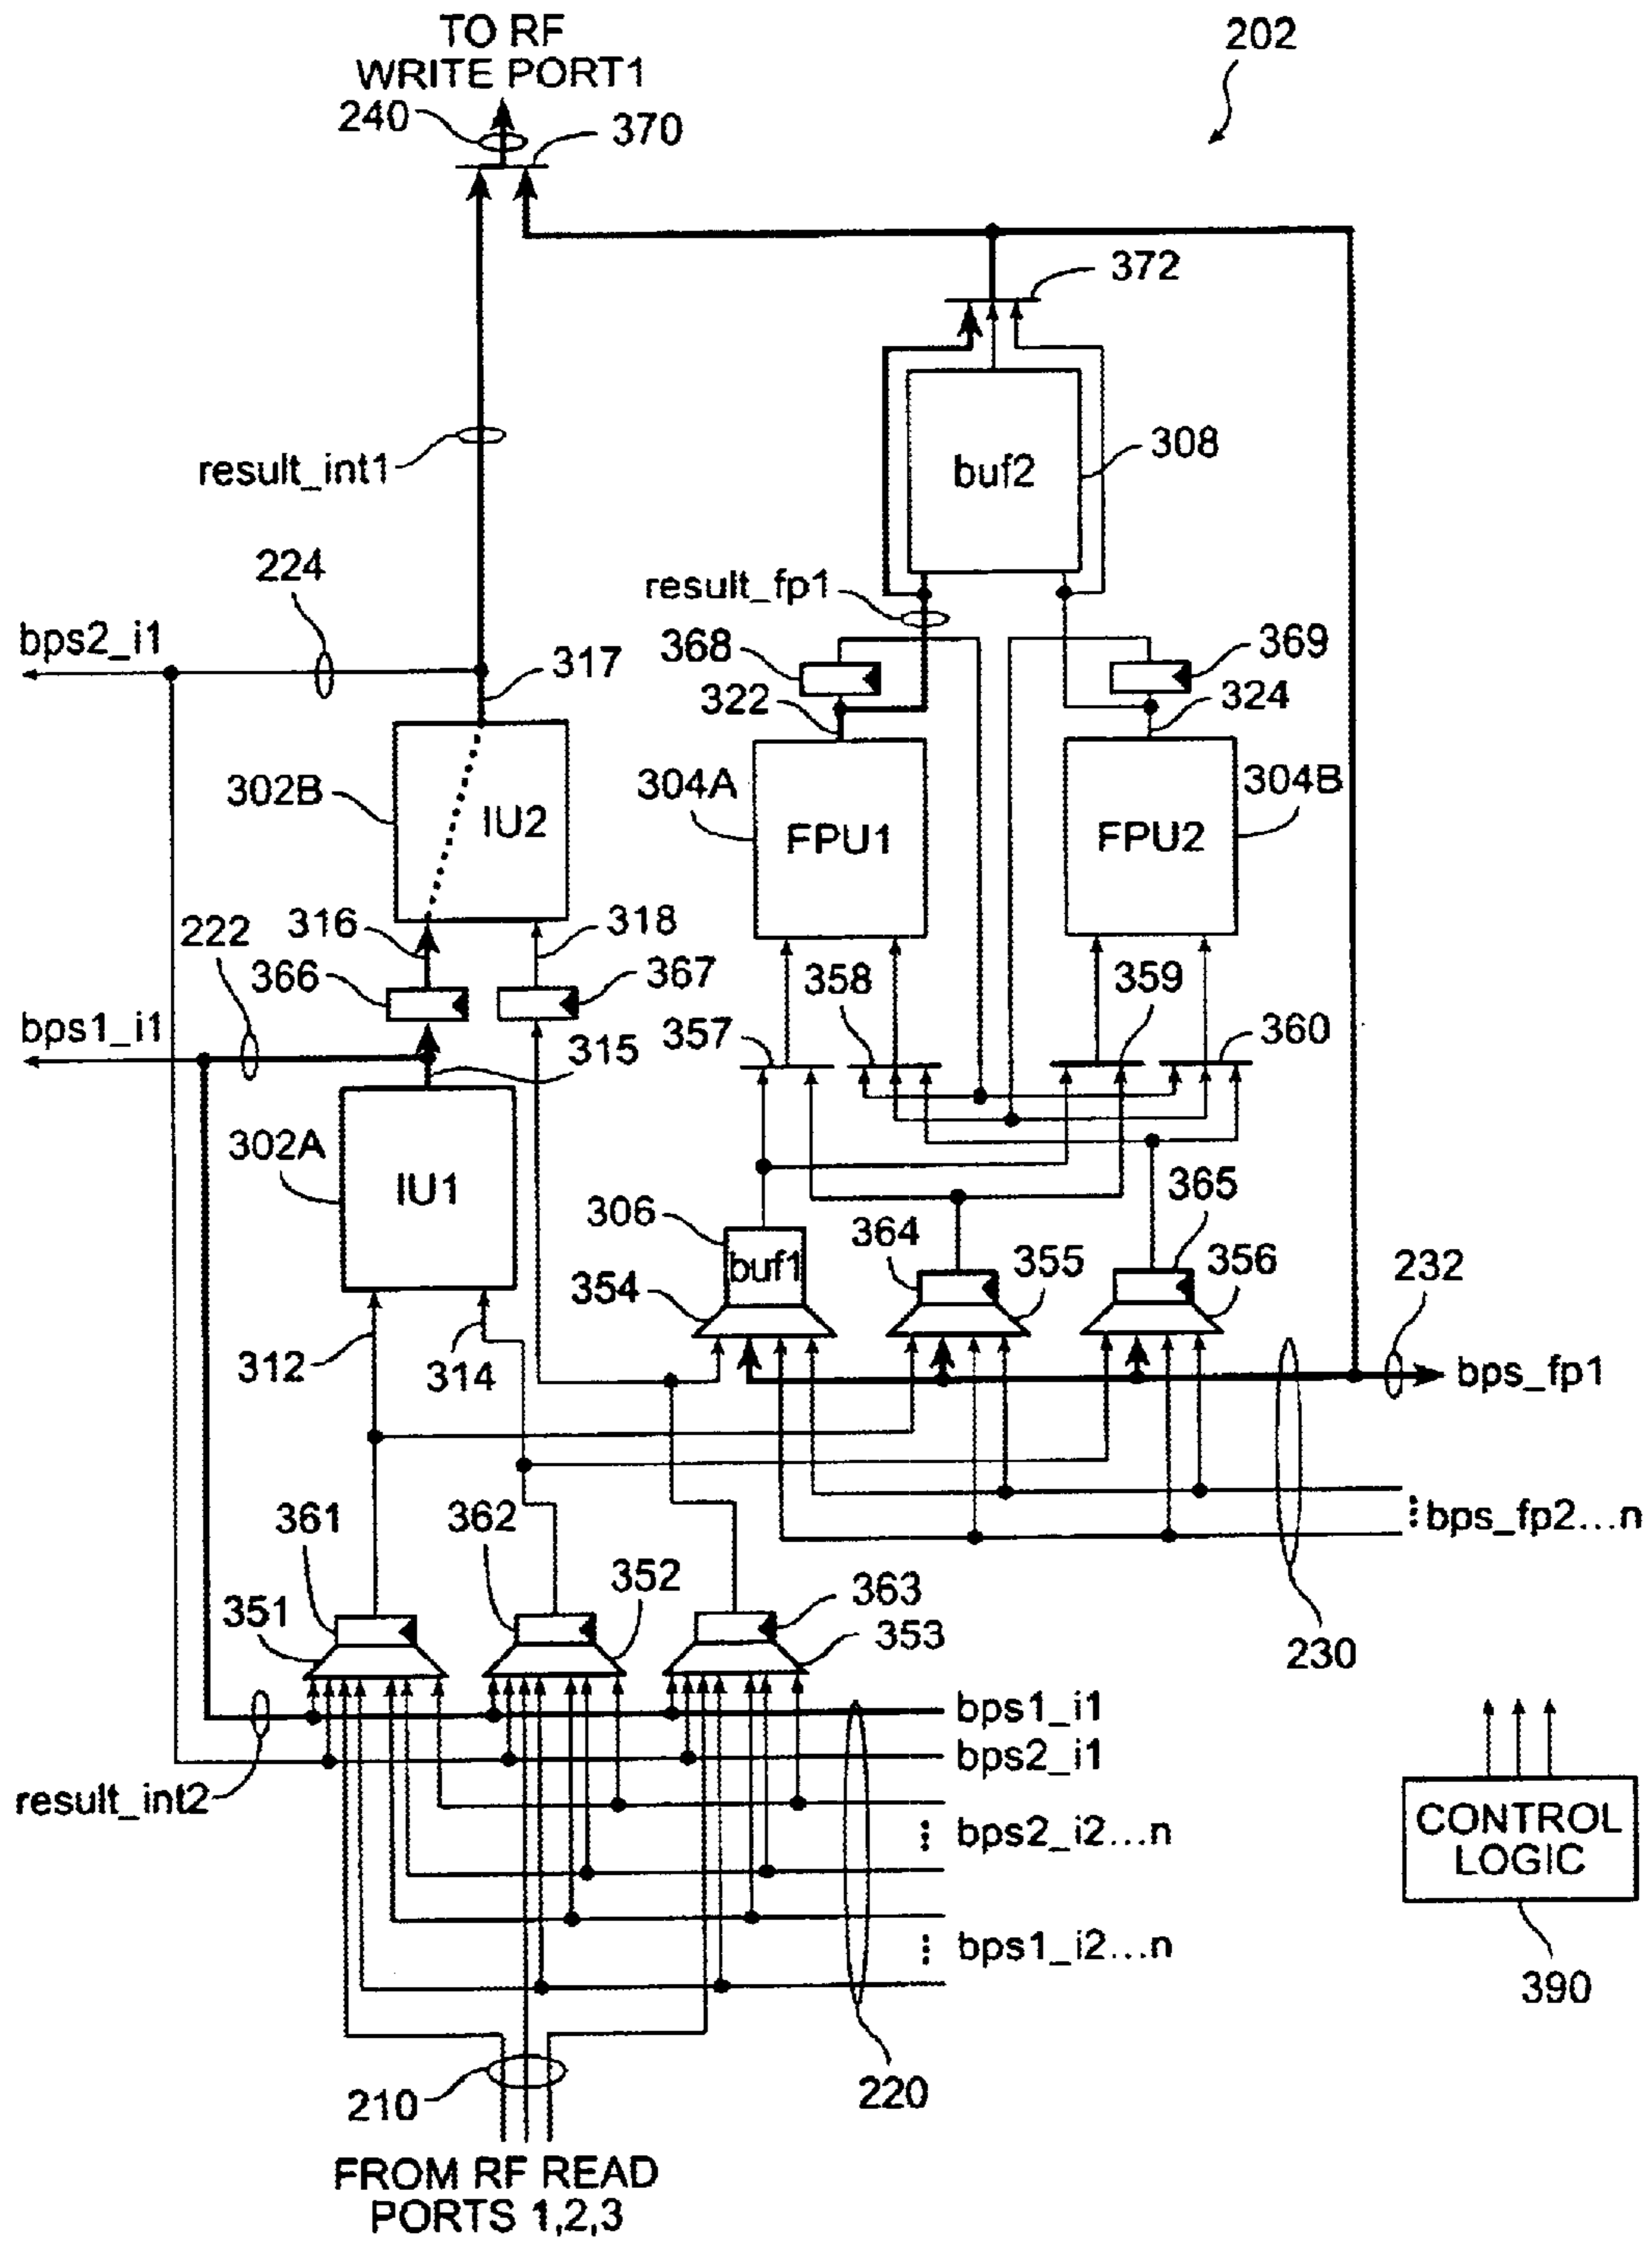 TO RF
WRITE PORT1
202
240
370
372
result_int1
buf2
308
224
result_fp1
bps2_i1
317
368
369
322
324
302B
IU2
304A
304B
FPU1
FPU2
316
318
222
366
367
358
359
bps1_i1
315
357
360
302A
IU1
306
365
364
355
356
232
354
buf1
312
314
bps_fp1
361
362
352
363
bps_fp2...n
351
353
230
bps1_i1
bps2_i1
result_int2
bps2_i2...n
CONTROL
LOGIC
bps1_i2...n
390
210
220
FROM RF READ
PORTS 1,2,3